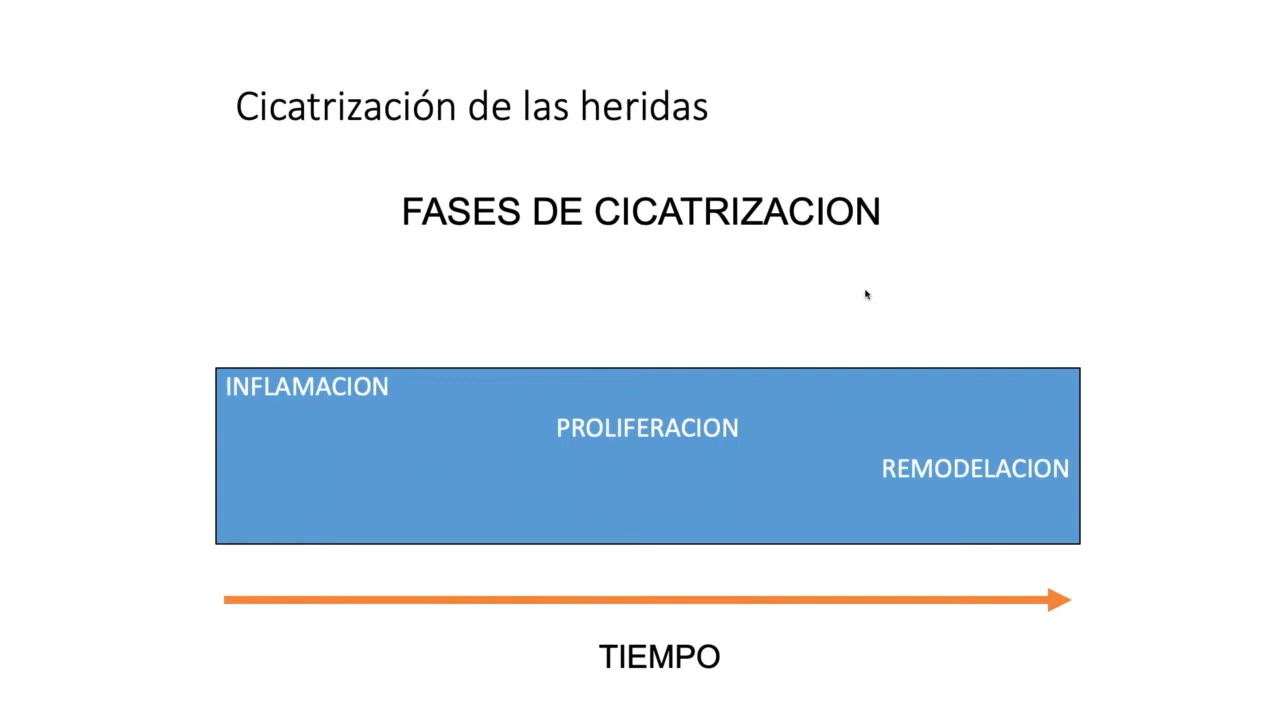 Cicatrización de las heridas
FASES DE CICATRIZACION
INFLAMACION
PROLIFERACION
REMODELACION
TIEMPO